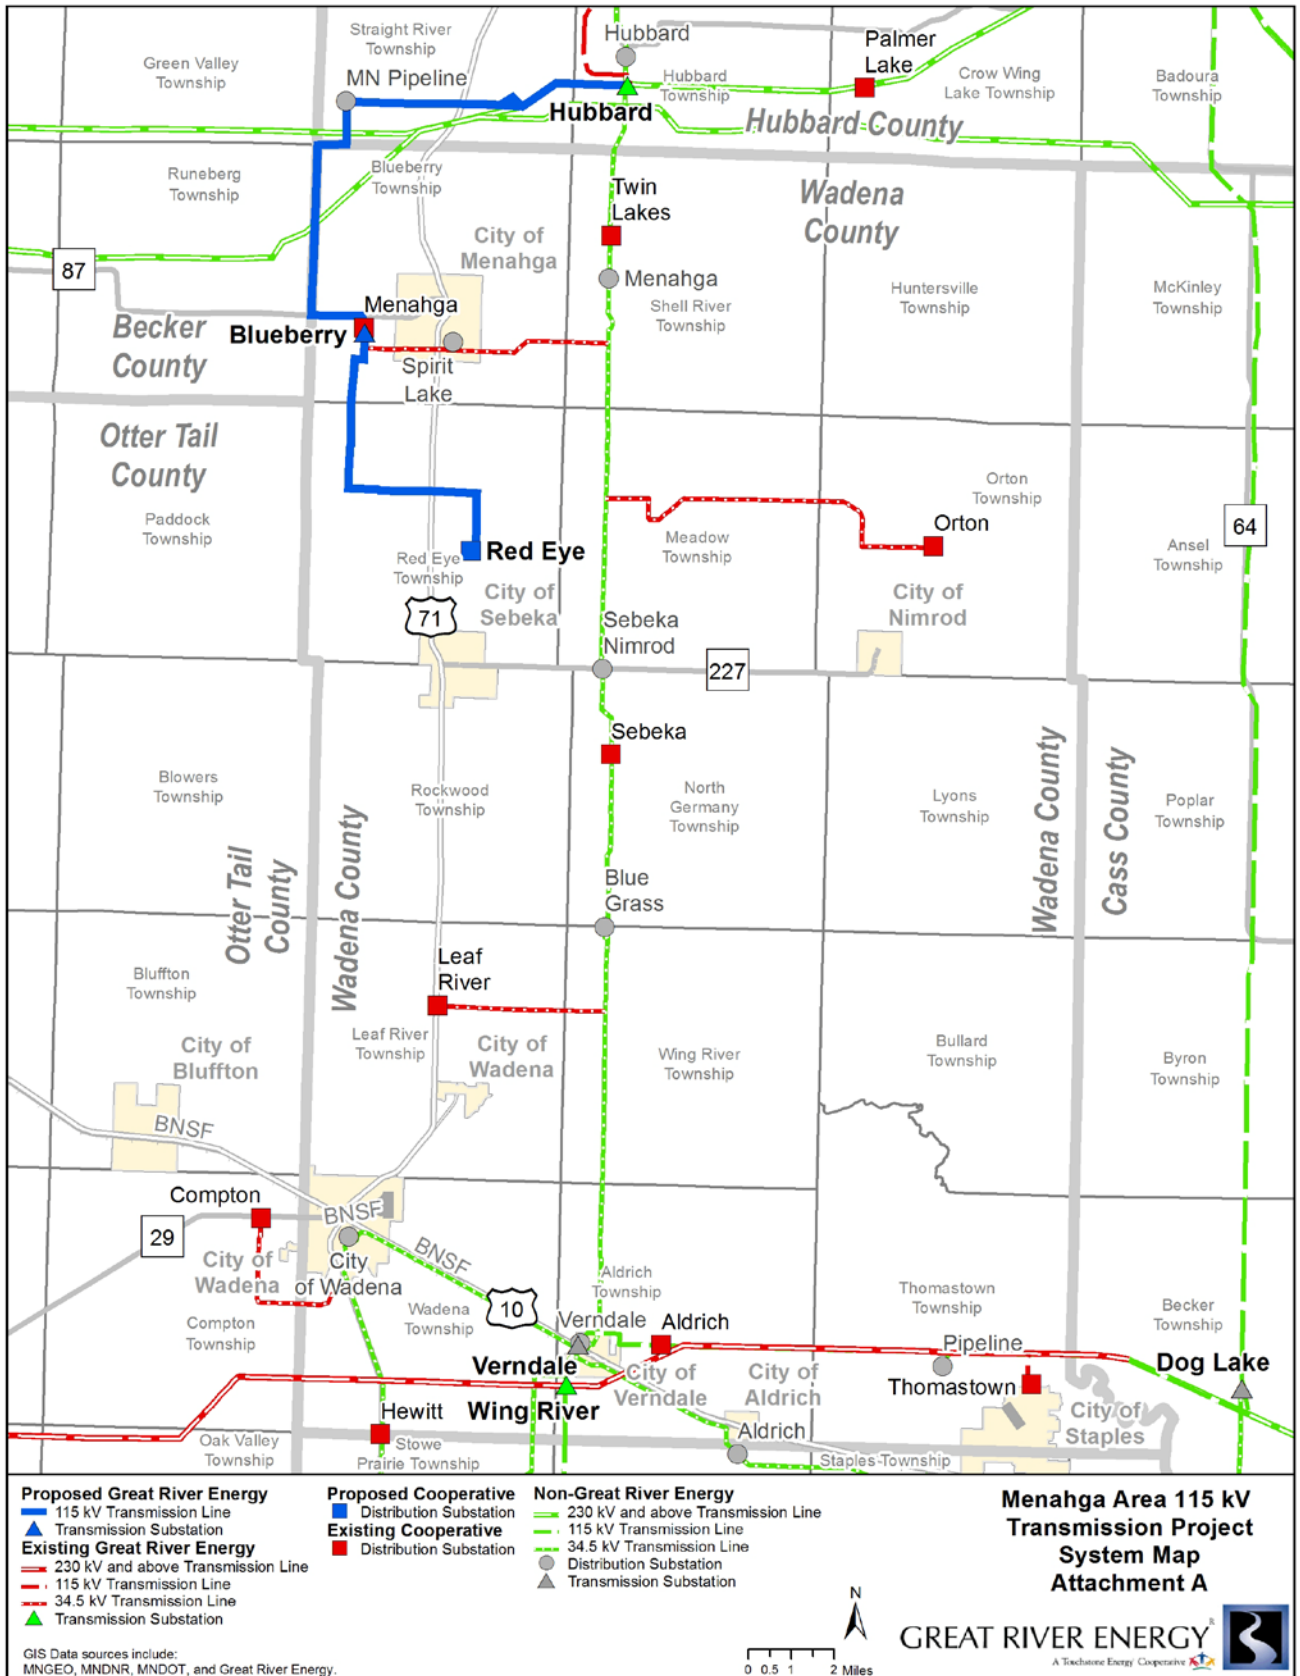 Straight River
Township
Hubbard
Palmer
Lake
Green Valley
Township
MN Pipeline
Hubbard
Township
Crow Wing
Lake Township
Badoura
Township
Hubbard
Hubbard County
Runeberg
Township
Blueberry
Township
Twin
Lakes
Wadena
County
City of
Menahga
87
Menahga
Shell River
Township
Huntersville
Township
McKinley
Township
Menahga
Becker
County
Blueberry
Spirit
Lake
Otter Tail
County
Orton
Township
Paddock
Township
Orton
64
Meadow
Township
Ansel
Township
Red Eye
Red Eye
Township
City of
Sebeka
City of
Nimrod
71
Sebeka
Nimrod
227
Sebeka
Blowers
Township
Rockwood
Township
North
Germany
Township
Lyons
Township
Poplar
Township
Wadena County
Cass County
Otter Tail
County
Wadena County
Blue
Grass
Leaf
River
Bluffton
Township
Leaf River
Township
City of
Wadena
City of
Bluffton
Wing River
Township
Bullard
Township
Byron
Township
BNSF
Compton
BNSF
29
BNSF
City of
Wadena
City
of Wadena
Aldrich
Township
Thomastown
Township
10
Wadena
Township
Compton
Township
Verndale
Aldrich
Becker
Township
Pipeline
Verndale
City of
Verndale
City of
Aldrich
Dog Lake
Thomastown
Wing River
Hewitt
City of
Staples
Aldrich
Oak Valley
Township
Stowe
Prairie Township
Staples Township
Proposed Great River Energy
115 kV Transmission Line
Transmission Substation
Existing Great River Energy
230 kV and above Transmission Line
115 kV Transmission Line
34.5 kV Transmission Line
Transmission Substation
Proposed Cooperative
Distribution Substation
Existing Cooperative
Distribution Substation
Non-Great River Energy
230 kV and above Transmission Line
115 kV Transmission Line
34.5 kV Transmission Line
Distribution Substation
Transmission Substation
Menahga Area 115 kV
Transmission Project
System Map
Attachment A
N
GREAT RIVER ENERGY®
A Touchstone Energy® Cooperative
GIS Data sources include:
MNGEO, MNDNR, MNDOT, and Great River Energy.
0 0.5 1 2 Miles